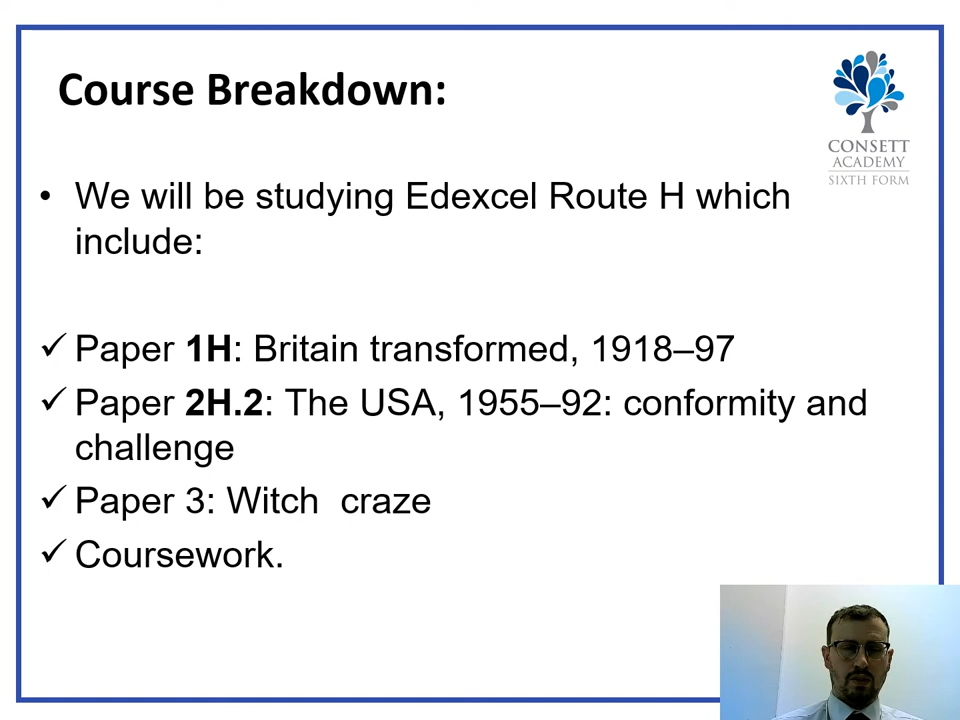 Course Breakdown:
CONSETT
ACADEMY
SIXTH FORM
• We will be studying Edexcel Route H which
include:
✓ Paper 1H: Britain transformed, 1918–97
✓ Paper 2H.2: The USA, 1955–92: conformity and
challenge
✓ Paper 3: Witch  craze
✓ Coursework.